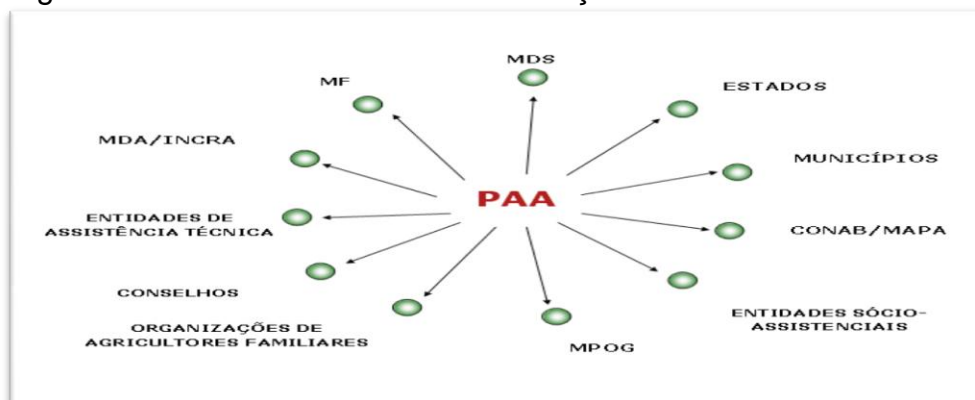 MDS
MF
ESTADOS
MDA/INCRA
MUNICÍPIOS
PAA
ENTIDADES DE
ASSISTÊNCIA TÉCNICA
CONAB/MAPA
CONSELHOS
ENTIDADES SÓCIO-
ASSISTENCIAIS
ORGANIZAÇÕES DE
AGRICULTORES FAMILIARES
MPOG